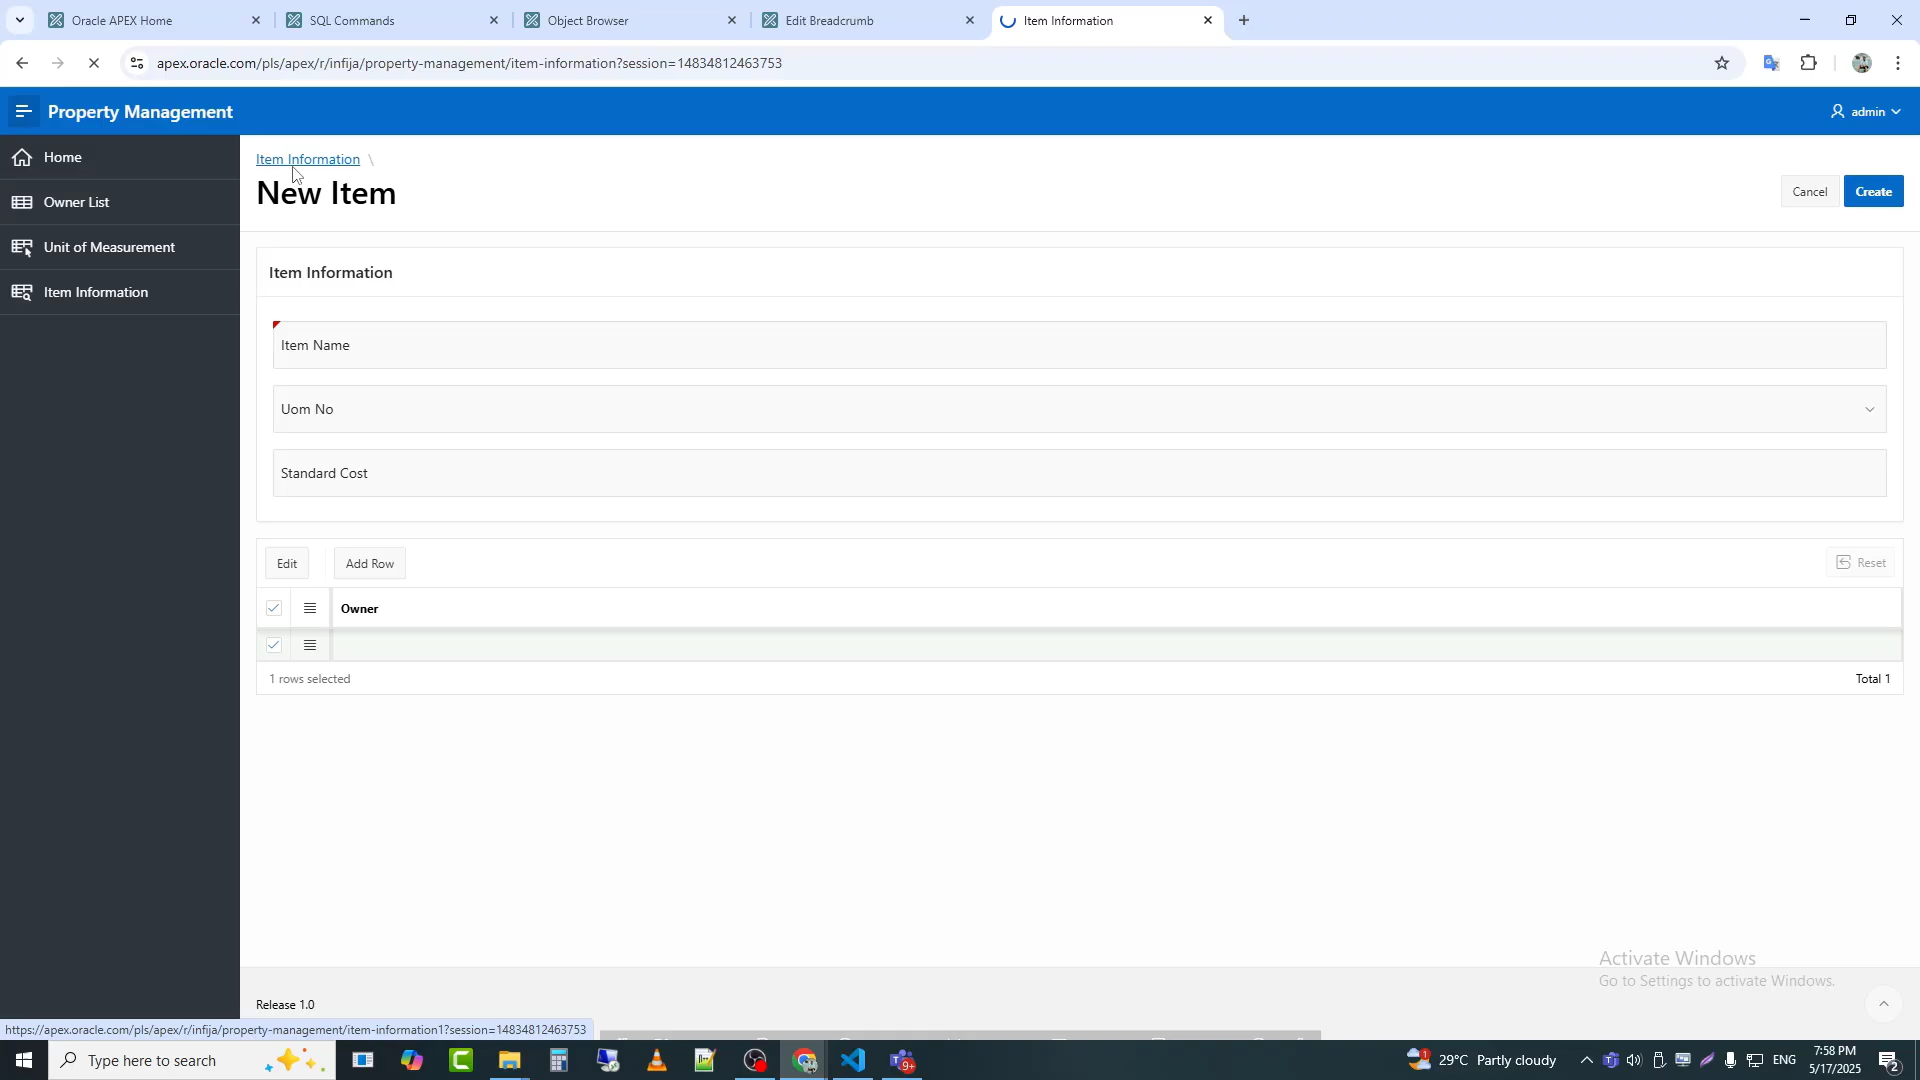 Oracle APEX Home
SQL Commands
Object Browser
Edit Breadcrumb
Item Information
apex.oracle.com/pls/apex/r/infija/property-management/item-information?session=14834812463753
Property Management
admin
Home
Owner List
Unit of Measurement
Item Information
Item Information \
New Item
Cancel
Create
Item Information
Item Name
Uom No
Standard Cost
Edit
Add Row
Reset
Owner
1 rows selected
Total 1
Activate Windows
Go to Settings to activate Windows.
Release 1.0
https://apex.oracle.com/pls/apex/r/infija/property-management/item-information1?session=14834812463753
Type here to search
9+
1
29°C Partly cloudy
ENG
7:58 PM
5/17/2025
2